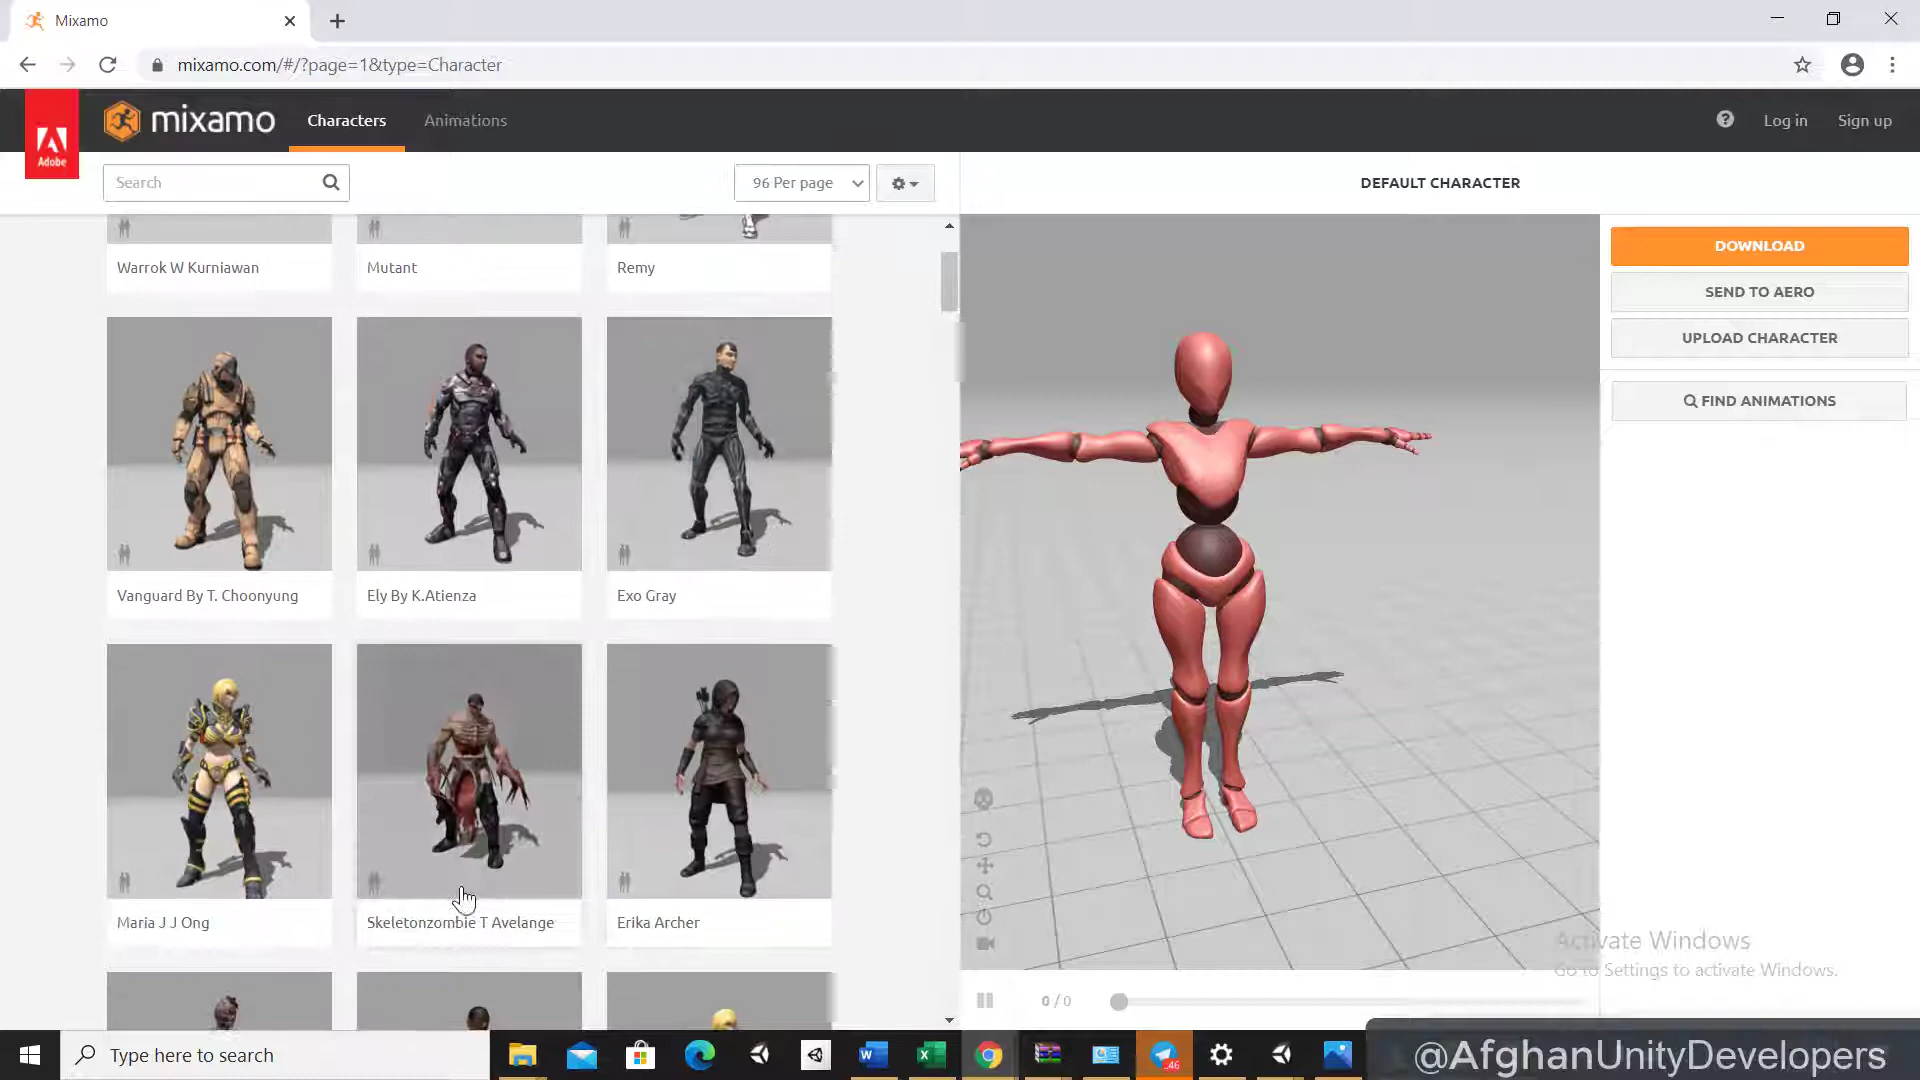 Mixamo
mixamo.com/#/?page=1&type=Character
Adobe
mixamo
Characters
Animations
Log in
Sign up
Search
96 Per page
DEFAULT CHARACTER
Warrok W Kurniawan
Mutant
Remy
DOWNLOAD
SEND TO AERO
UPLOAD CHARACTER
FIND ANIMATIONS
Vanguard By T. Choonyung
Ely By K.Atienza
Exo Gray
Maria J J Ong
Skeletonzombie T Avelange
Erika Archer
Activate Windows
Go to Settings to activate Windows.
0 / 0
Type here to search
46
@AfghanUnityDevelopers